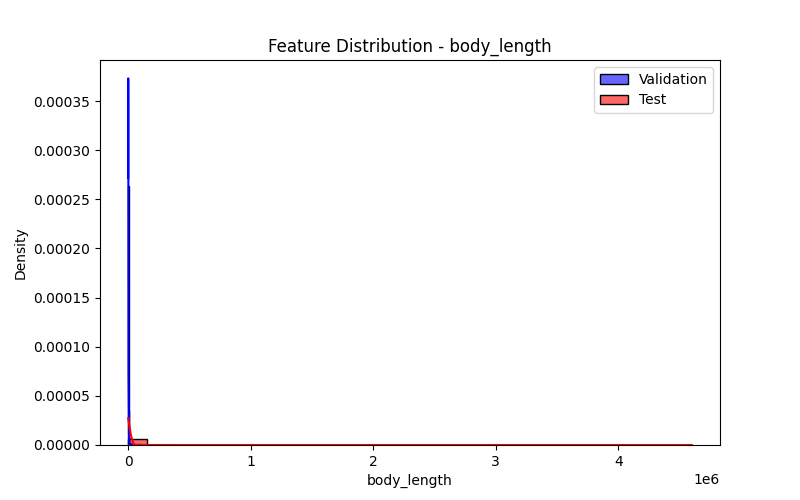 Feature Distribution - body_length
Validation
Test
0.00035
0.00030
0.00025
0.00020
0.00015
0.00010
0.00005
0.00000
Density
0
1
2
3
4
1e6
body_length